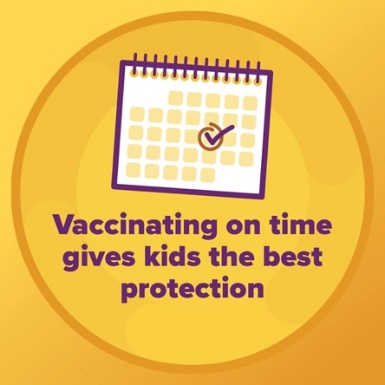 Vaccinating on time
gives kids the best
protection